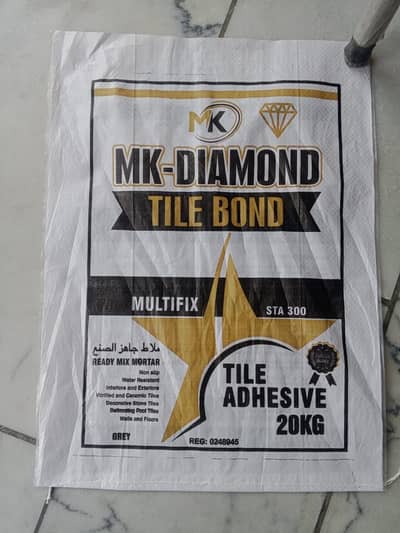 MK
MK-DIAMOND
TILE BOND
MULTIFIX
STA 300
ملاط جاهز الصنع
READY MIX MORTAR
Non slip
Water Resistant
Interiore and Exteriore
Vitrified and Ceramic Tiles
Decorative Stone Tiles
Swimming Pool Tiles
Walls and Floors
GREY
TILE
ADHESIVE
20KG
REG: 0248945